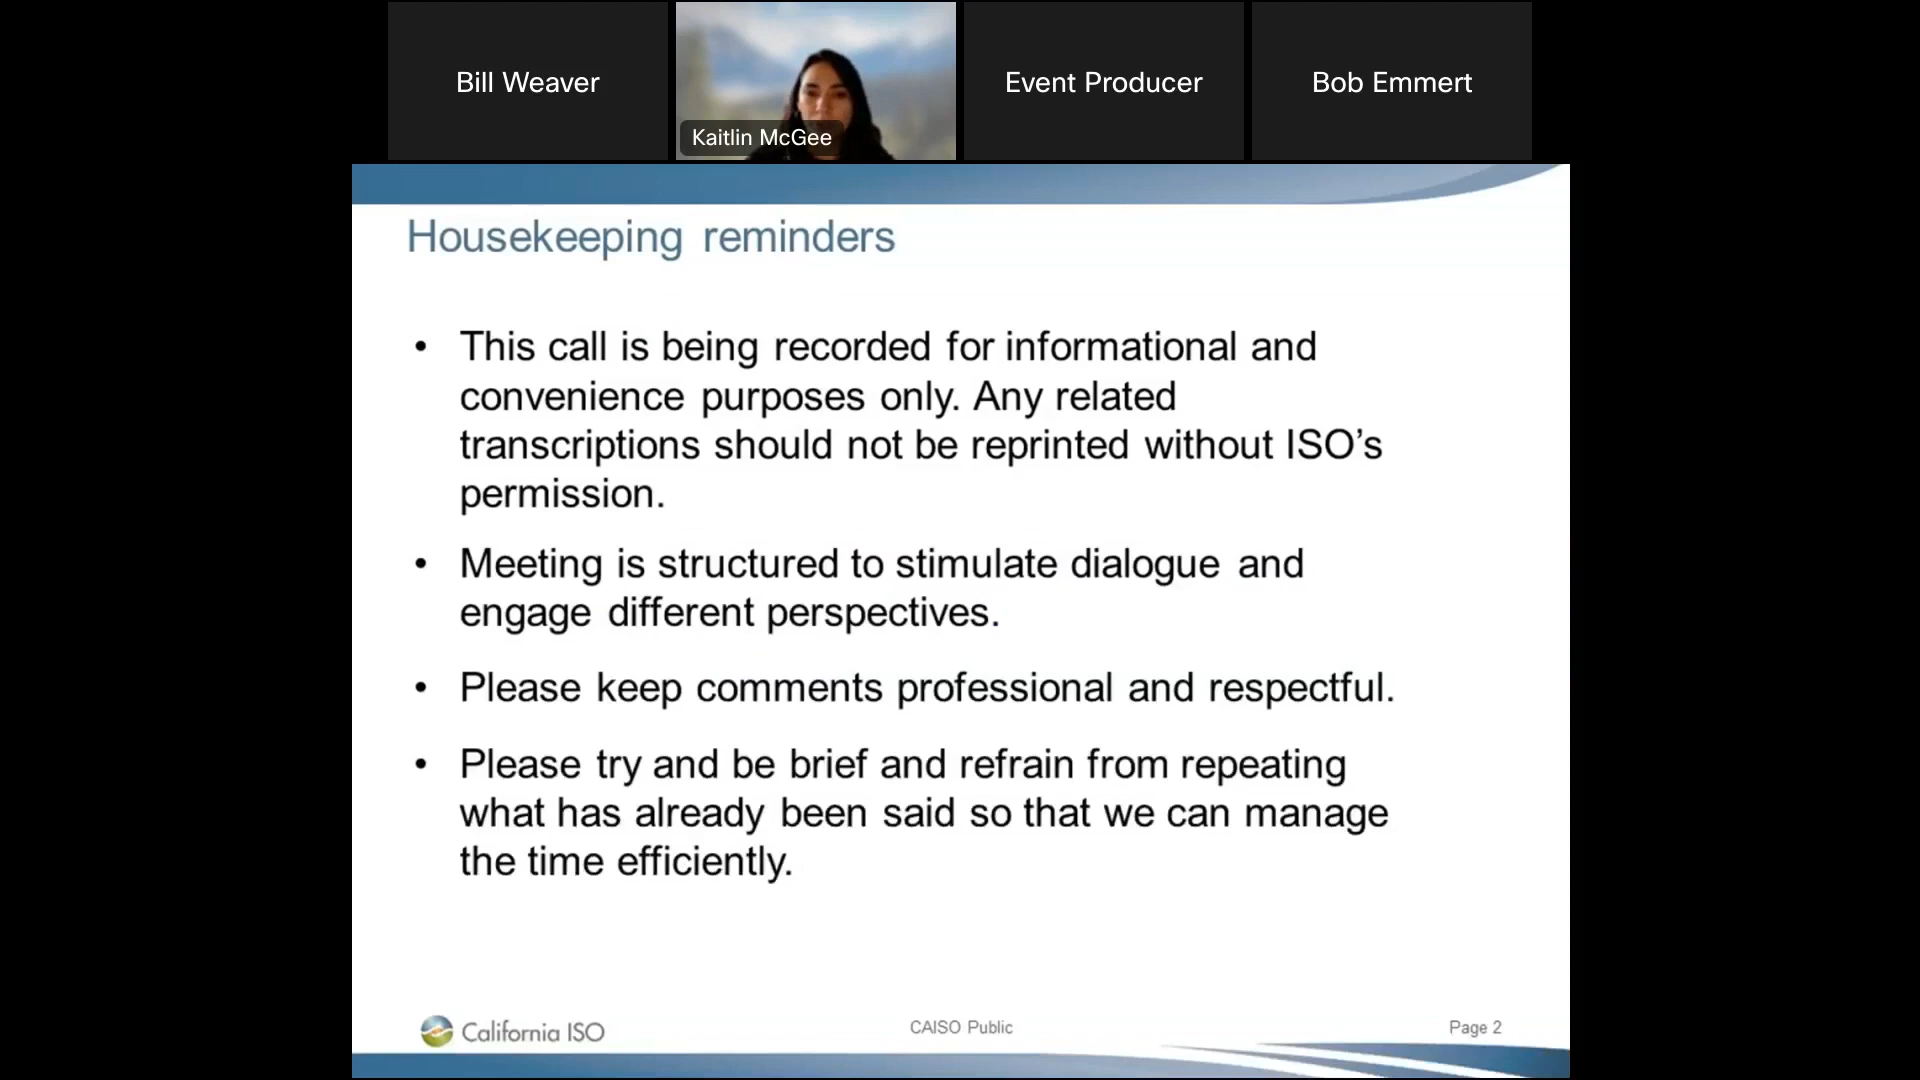 Bill Weaver
Kaitlin McGee
Event Producer
Bob Emmert
Housekeeping reminders
• This call is being recorded for informational and
convenience purposes only. Any related
transcriptions should not be reprinted without ISO’s
permission.
• Meeting is structured to stimulate dialogue and
engage different perspectives.
• Please keep comments professional and respectful.
• Please try and be brief and refrain from repeating
what has already been said so that we can manage
the time efficiently.
California ISO
CAISO Public
Page 2